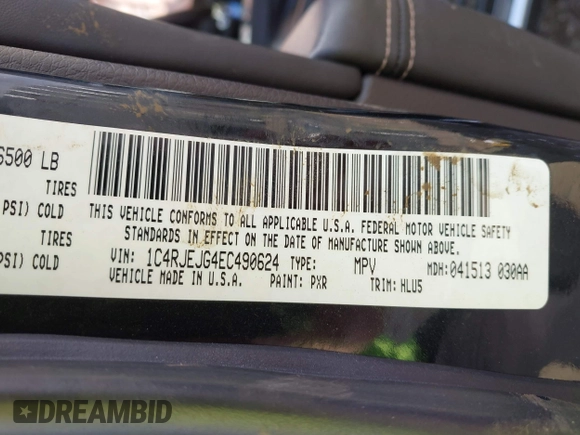 6500 LB
TIRES
PSI) COLD
TIRES
PSI) COLD
THIS VEHICLE CONFORMS TO ALL APPLICABLE U.S.A. FEDERAL MOTOR VEHICLE SAFETY
STANDARDS IN EFFECT ON THE DATE OF MANUFACTURE SHOWN ABOVE.
VIN: 1C4RJEJG4EC490624 TYPE: MPV MDH: 041513 030AA
VEHICLE MADE IN U.S.A. PAINT: PXR TRIM: HLU5
DREAMBID